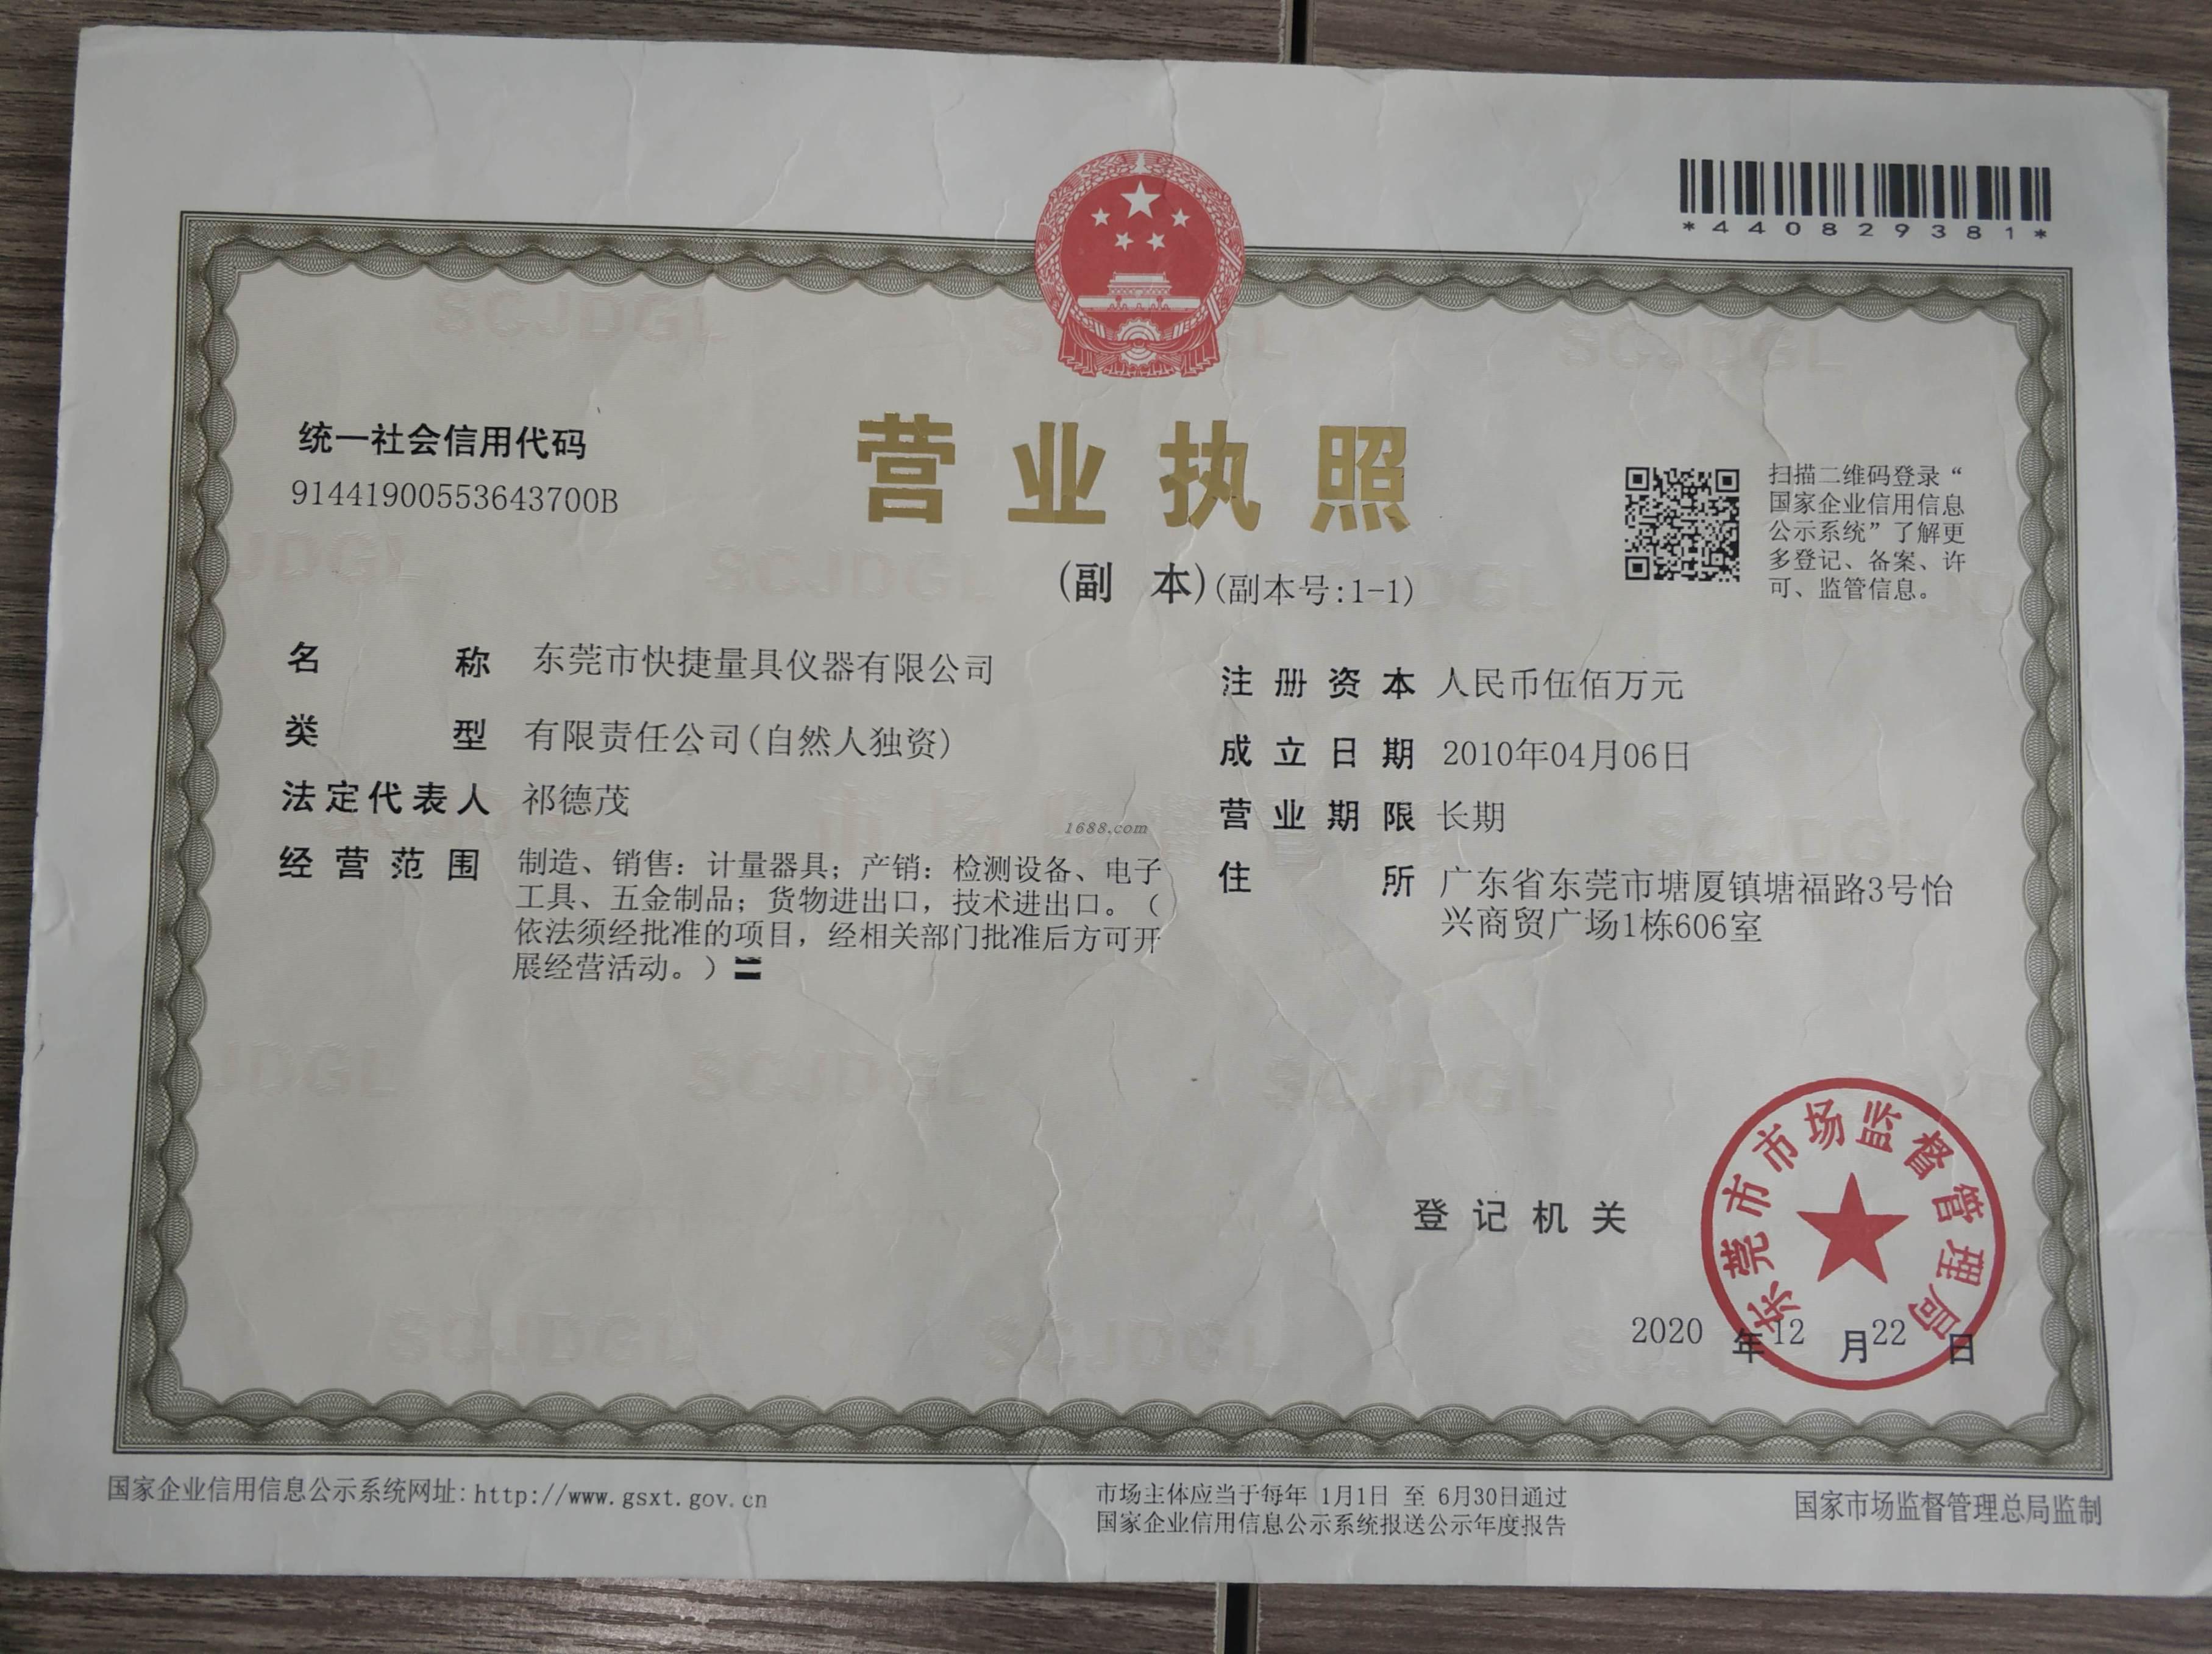 *440829381*
统一社会信用代码
91441900553643700B
营业执照
(副 本)(副本号:1-1)
扫描二维码登录“
国家企业信用信息
公示系统”了解更
多登记、备案、许
可、监管信息。
名 称 东莞市快捷量具仪器有限公司
类 型 有限责任公司(自然人独资)
法定代表人 祁德茂
经营范围 制造、销售：计量器具；产销：检测设备、电子
工具、五金制品；货物进出口，技术进出口。（
依法须经批准的项目，经相关部门批准后方可开
展经营活动。）
1688.com
注册资本 人民币伍佰万元
成立日期 2010年04月06日
营业期限 长期
住 所 广东省东莞市塘厦镇塘福路3号怡
兴商贸广场1栋606室
登记机关
东莞市市场监督管理局
2020 年 12 月 22 日
国家企业信用信息公示系统网址:http://www.gsxt.gov.cn
市场主体应当于每年 1月1日 至 6月30日通过
国家企业信用信息公示系统报送公示年度报告
国家市场监督管理总局监制
SCJDGL